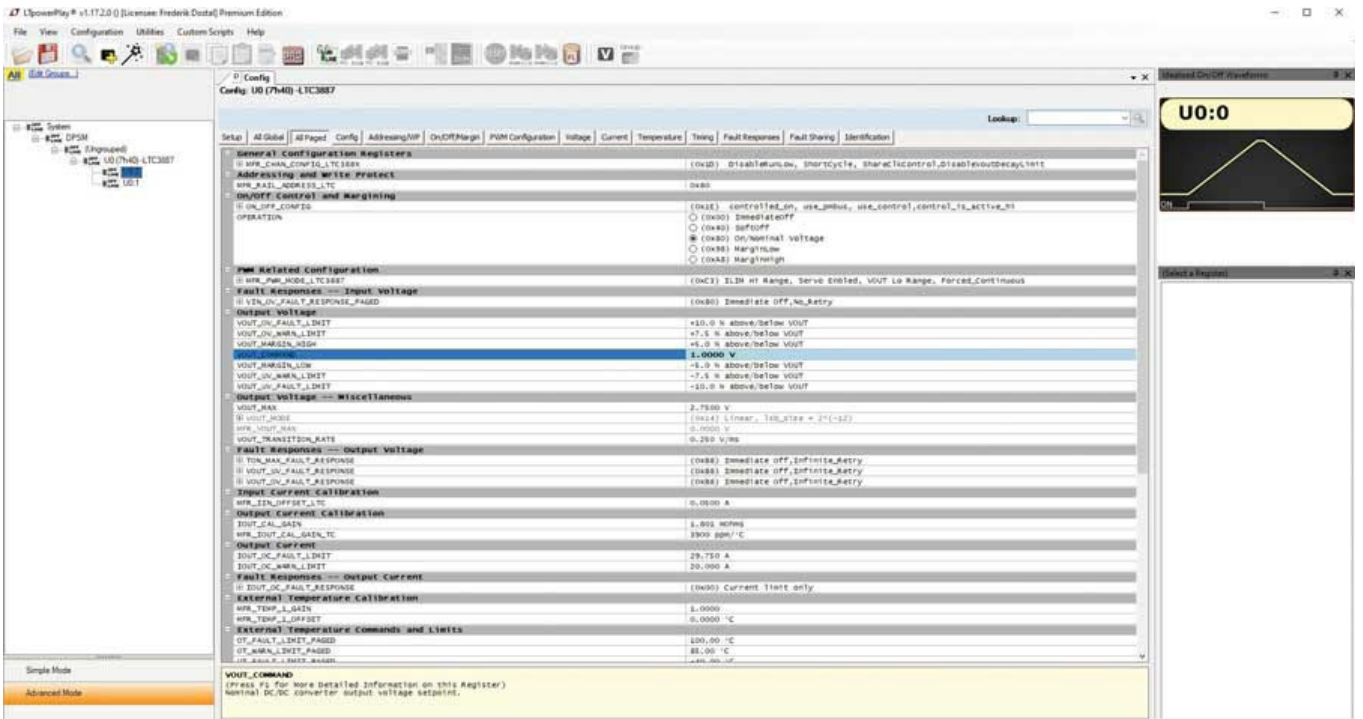 LTpowerPlay® v1.17.2.0 () [Licensee: Frederik Dostal] Premium Edition
File View Configuration Utilities Custom Scripts Help
All (Edit Groups...)
Config
Config: U0 (7h40) -LTC3887
Idealized On/Off Waveforms
Lookup:
Setup All Global All Paged Config Addressing/WP On/Off/Margin PWM Configuration Voltage Current Temperature Timing Fault Responses Fault Sharing Identification
System
DPSM
(Ungrouped)
U0 (7h40) -LTC3887
U0:1
U0:0
ON
(Select a Register)
General Configuration Registers
MFR_CHAN_CONFIG_LTC388X (0x1D) DisableRunLow, ShortCycle, ShareClkControl,DisableVoutDecayLimit
Addressing and Write Protect
MFR_RAIL_ADDRESS_LTC 0x80
On/Off Control and Margining
ON_OFF_CONFIG (0x1E) controlled_on, use_pmbus, use_control,control_is_active_hi
OPERATION (0x00) ImmediateOff
(0x40) SoftOff
(0x80) On/Nominal Voltage
(0x98) MarginLow
(0xA8) MarginHigh
PWM Related Configuration
MFR_PWM_MODE_LTC3887 (0xC3) ILIM Hi Range, Servo Enbled, VOUT Lo Range, Forced_Continuous
Fault Responses -- Input Voltage
VIN_OV_FAULT_RESPONSE_PAGED (0x80) Immediate Off,No_Retry
Output Voltage
VOUT_OV_FAULT_LIMIT +10.0 % above/below VOUT
VOUT_OV_WARN_LIMIT +7.5 % above/below VOUT
VOUT_MARGIN_HIGH +5.0 % above/below VOUT
VOUT_COMMAND 1.0000 V
VOUT_MARGIN_LOW -5.0 % above/below VOUT
VOUT_UV_WARN_LIMIT -7.5 % above/below VOUT
VOUT_UV_FAULT_LIMIT -10.0 % above/below VOUT
Output Voltage -- Miscellaneous
VOUT_MAX 2.7500 V
VOUT_MODE (0x14) Linear, lsb_size = 2^(-12)
MFR_VOUT_MAX 0.0000 V
VOUT_TRANSITION_RATE 0.250 V/ms
Fault Responses -- Output Voltage
TON_MAX_FAULT_RESPONSE (0xB8) Immediate Off,Infinite_Retry
VOUT_UV_FAULT_RESPONSE (0xB8) Immediate Off,Infinite_Retry
VOUT_OV_FAULT_RESPONSE (0xB8) Immediate Off,Infinite_Retry
Input Current Calibration
MFR_IIN_OFFSET_LTC 0.0500 A
Output Current Calibration
IOUT_CAL_GAIN 1.801 mOhms
MFR_IOUT_CAL_GAIN_TC 3900 ppm/'C
Output Current
IOUT_OC_FAULT_LIMIT 29.750 A
IOUT_OC_WARN_LIMIT 20.000 A
Fault Responses -- Output Current
IOUT_OC_FAULT_RESPONSE (0x00) Current limit only
External Temperature Calibration
MFR_TEMP_1_GAIN 1.0000
MFR_TEMP_1_OFFSET 0.0000 'C
External Temperature Commands and Limits
OT_FAULT_LIMIT_PAGED 100.00 'C
OT_WARN_LIMIT_PAGED 85.00 'C
UT_FAULT_LIMIT_PAGED
Simple Mode
Advanced Mode
VOUT_COMMAND
(Press F1 for More Detailed Information on this Register)
Nominal DC/DC converter output voltage setpoint.